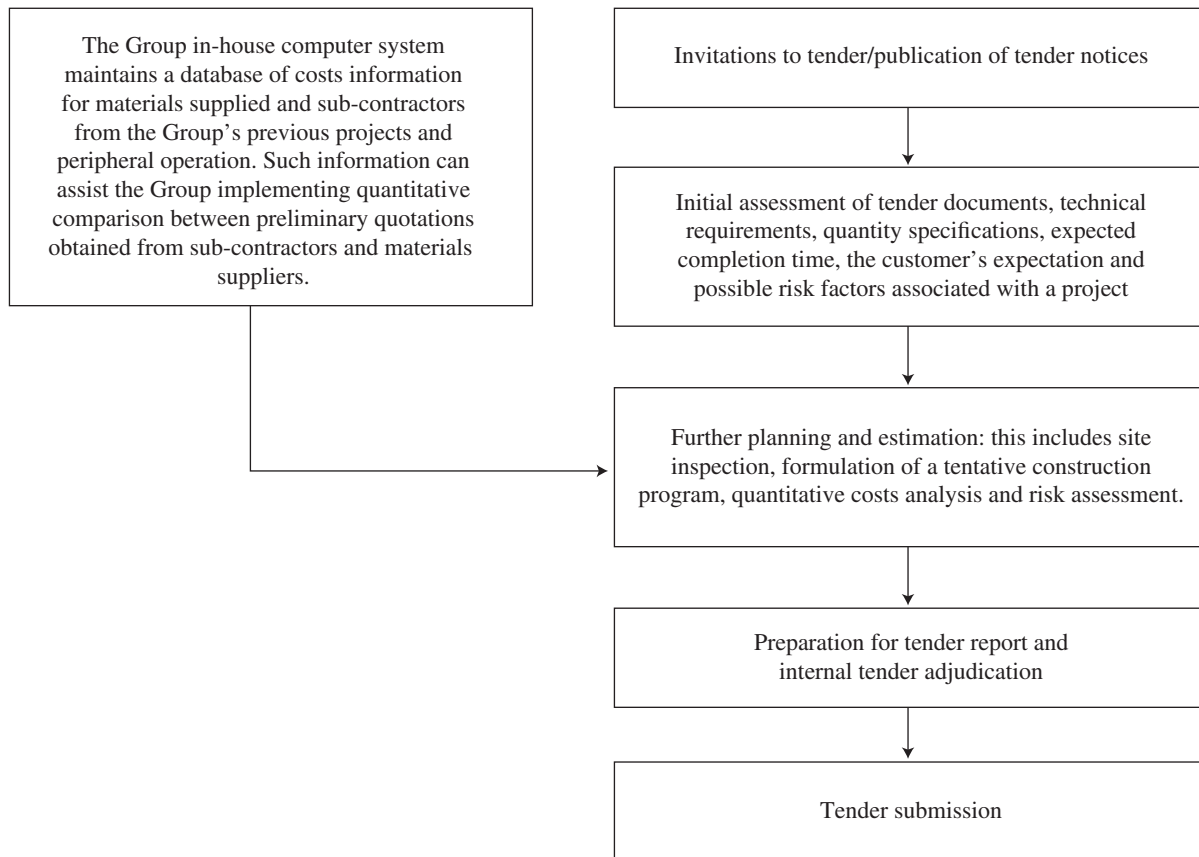 The Group in-house computer system
maintains a database of costs information
for materials supplied and sub-contractors
from the Group’s previous projects and
peripheral operation. Such information can
assist the Group implementing quantitative
comparison between preliminary quotations
obtained from sub-contractors and materials
suppliers.
Invitations to tender/publication of tender notices
Initial assessment of tender documents, technical
requirements, quantity specifications, expected
completion time, the customer’s expectation and
possible risk factors associated with a project
Further planning and estimation: this includes site
inspection, formulation of a tentative construction
program, quantitative costs analysis and risk assessment.
Preparation for tender report and
internal tender adjudication
Tender submission